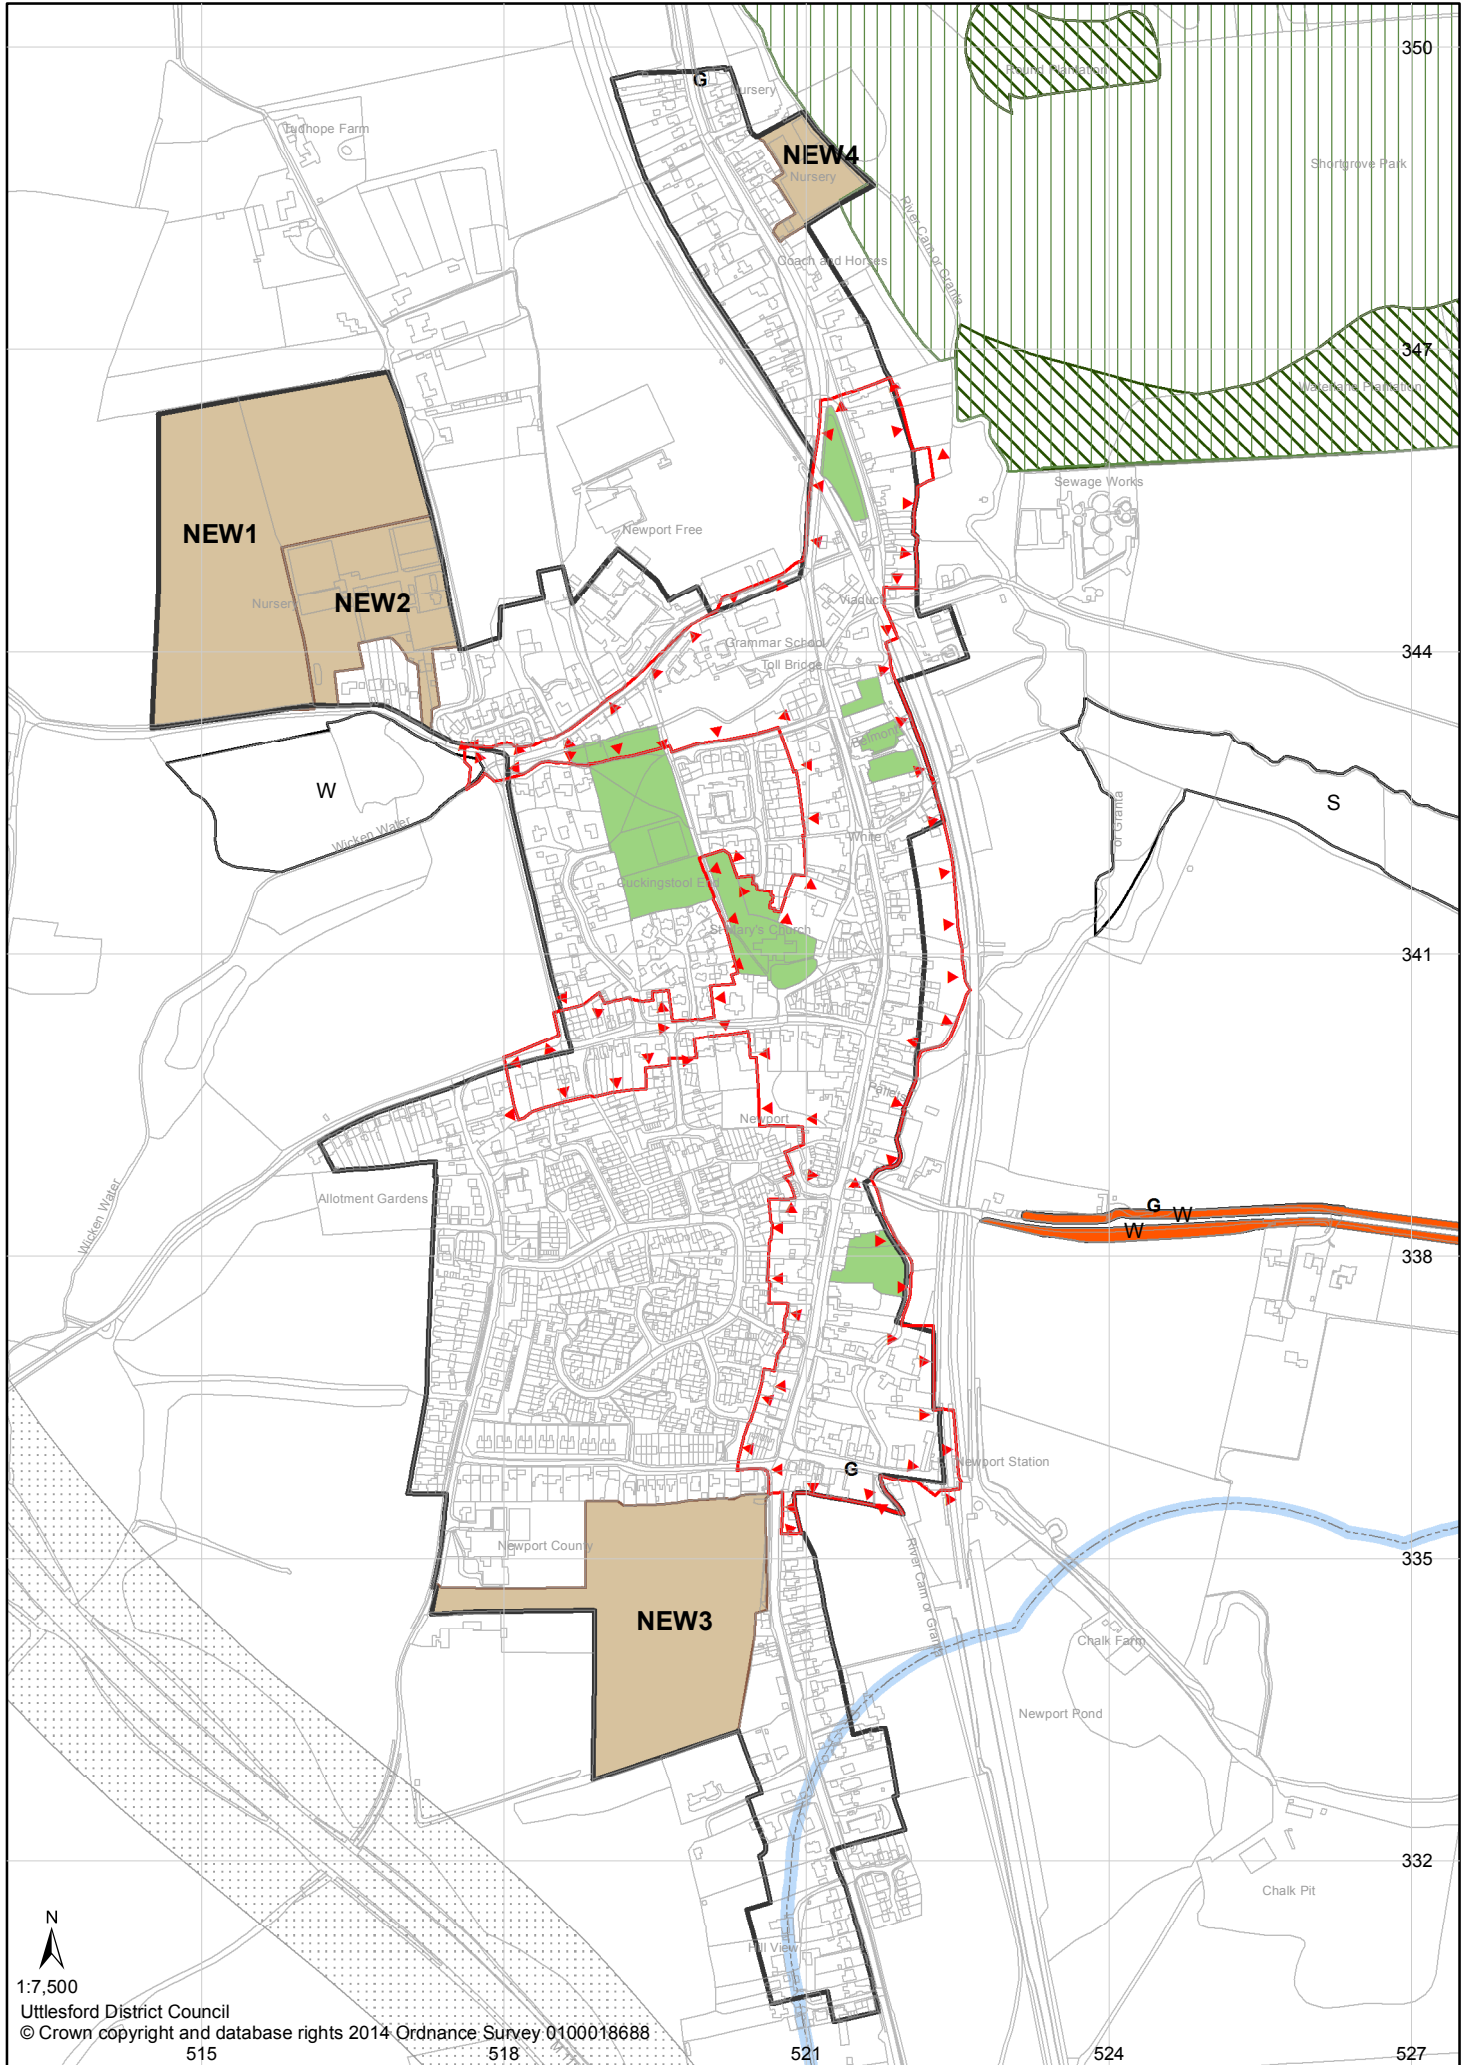 350
G
Nursery
Round Plantation
Tudhope Farm
NEW4
Nursery
Shortgrove Park
River Cam or Granta
Coach and Horses
347
Waterland Plantation
Sewage Works
NEW1
Newport Free
Nursery
NEW2
Viaduct
Grammar School
Toll Bridge
344
Belmont
W
S
Wicken Water
White
or Granta
Cuckingstool End
St Mary's Church
341
Newport
Allotment Gardens
Wicken Water
G
W
W
338
G
Newport Station
Newport County
335
NEW3
River Cam or Granta
Chalk Farm
Newport Pond
332
Chalk Pit
Hill View
N
1:7,500
Uttlesford District Council
© Crown copyright and database rights 2014 Ordnance Survey 0100018688
515
518
521
524
527